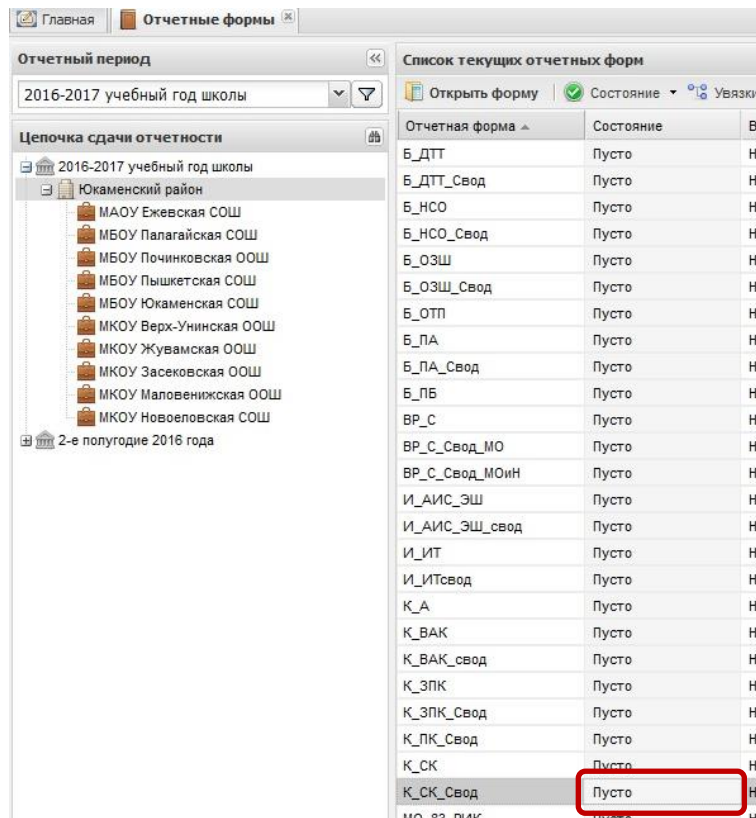 Главная
Отчетные формы
Отчетный период
2016-2017 учебный год школы
Цепочка сдачи отчетности
2016-2017 учебный год школы
Юкаменский район
МАОУ Ежевская СОШ
МБОУ Палагайская СОШ
МБОУ Починковская ООШ
МБОУ Пышкетская СОШ
МБОУ Юкаменская СОШ
МКОУ Верх-Унинская ООШ
МКОУ Жувамская ООШ
МКОУ Засековская ООШ
МКОУ Маловенижская ООШ
МКОУ Новоеловская СОШ
2-е полугодие 2016 года
Список текущих отчетных форм
Открыть форму Состояние Увязки
Отчетная форма Состояние В
Б_ДТТ Пусто Н
Б_ДТТ_Свод Пусто Н
Б_НСО Пусто Н
Б_НСО_Свод Пусто Н
Б_ОЗШ Пусто Н
Б_ОЗШ_Свод Пусто Н
Б_ОТП Пусто Н
Б_ПА Пусто Н
Б_ПА_Свод Пусто Н
Б_ПБ Пусто Н
ВР_С Пусто Н
ВР_С_Свод_МО Пусто Н
ВР_С_Свод_МОиН Пусто Н
И_АИС_ЭШ Пусто Н
И_АИС_ЭШ_свод Пусто Н
И_ИТ Пусто Н
И_ИТсвод Пусто Н
К_А Пусто Н
К_ВАК Пусто Н
К_ВАК_свод Пусто Н
К_ЗПК Пусто Н
К_ЗПК_Свод Пусто Н
К_ПК_Свод Пусто Н
К_СК Пусто Н
К_СК_Свод Пусто Н
МО_83_РИК Пусто